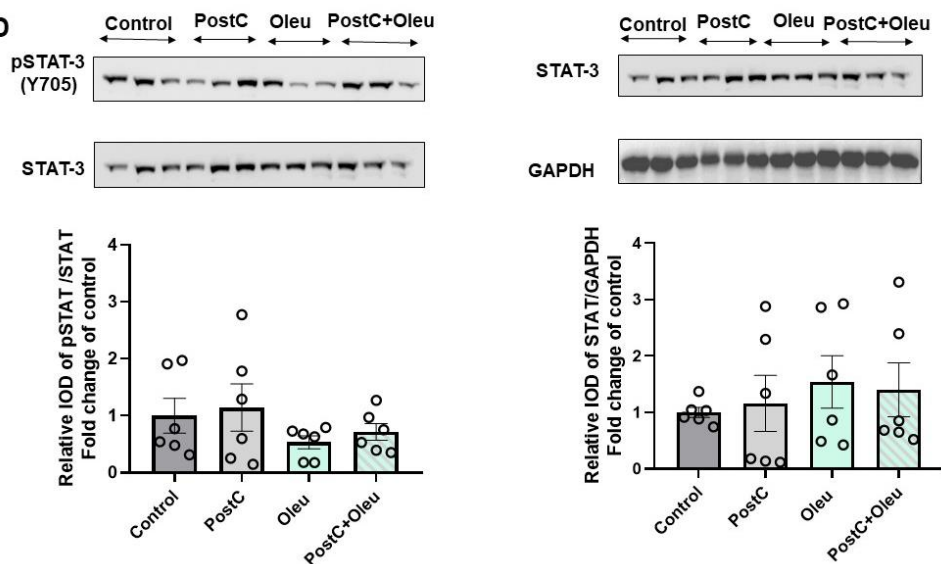 Control PostC Oleu PostC+Oleu
pSTAT-3
(Y705)
STAT-3
Relative IOD of pSTAT /STAT
Fold change of control
4
3
2
1
0
Control PostC Oleu PostC+Oleu
Control PostC Oleu PostC+Oleu
STAT-3
GAPDH
Relative IOD of STAT/GAPDH
Fold change of control
4
3
2
1
0
Control PostC Oleu PostC+Oleu